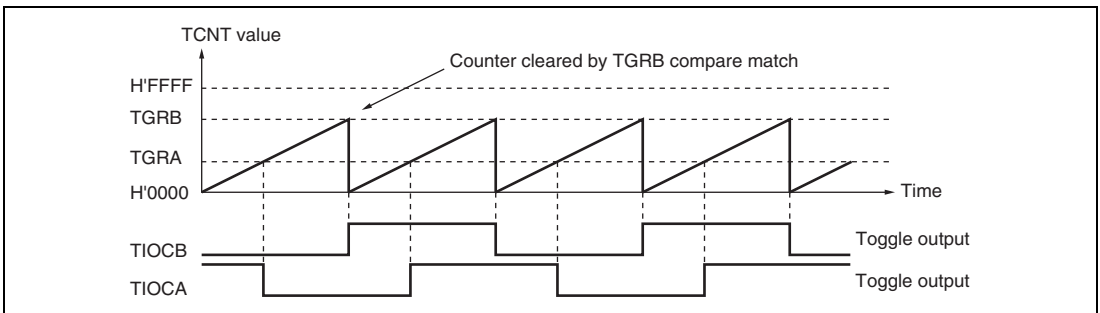 TCNT value
Counter cleared by TGRB compare match
H'FFFF
TGRB
TGRA
H'0000
Time
TIOCB
Toggle output
TIOCA
Toggle output